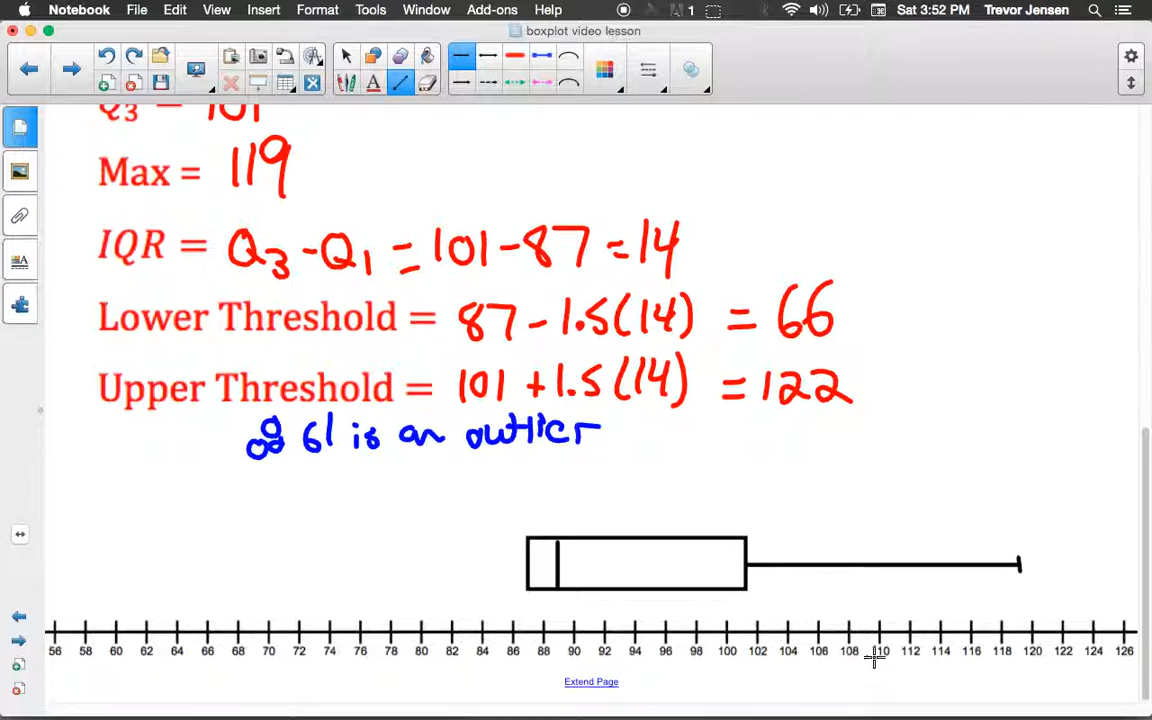 Notebook File Edit View Insert Format Tools Window Add-ons Help 1 Sat 3:52 PM Trevor Jensen
boxplot video lesson
Q3 = 101
Max = 119
IQR = Q3 - Q1 = 101 - 87 = 14
Lower Threshold = 87 - 1.5(14) = 66
Upper Threshold = 101 + 1.5(14) = 122
61 is an outlier
56 58 60 62 64 66 68 70 72 74 76 78 80 82 84 86 88 90 92 94 96 98 100 102 104 106 108 110 112 114 116 118 120 122 124 126
Extend Page